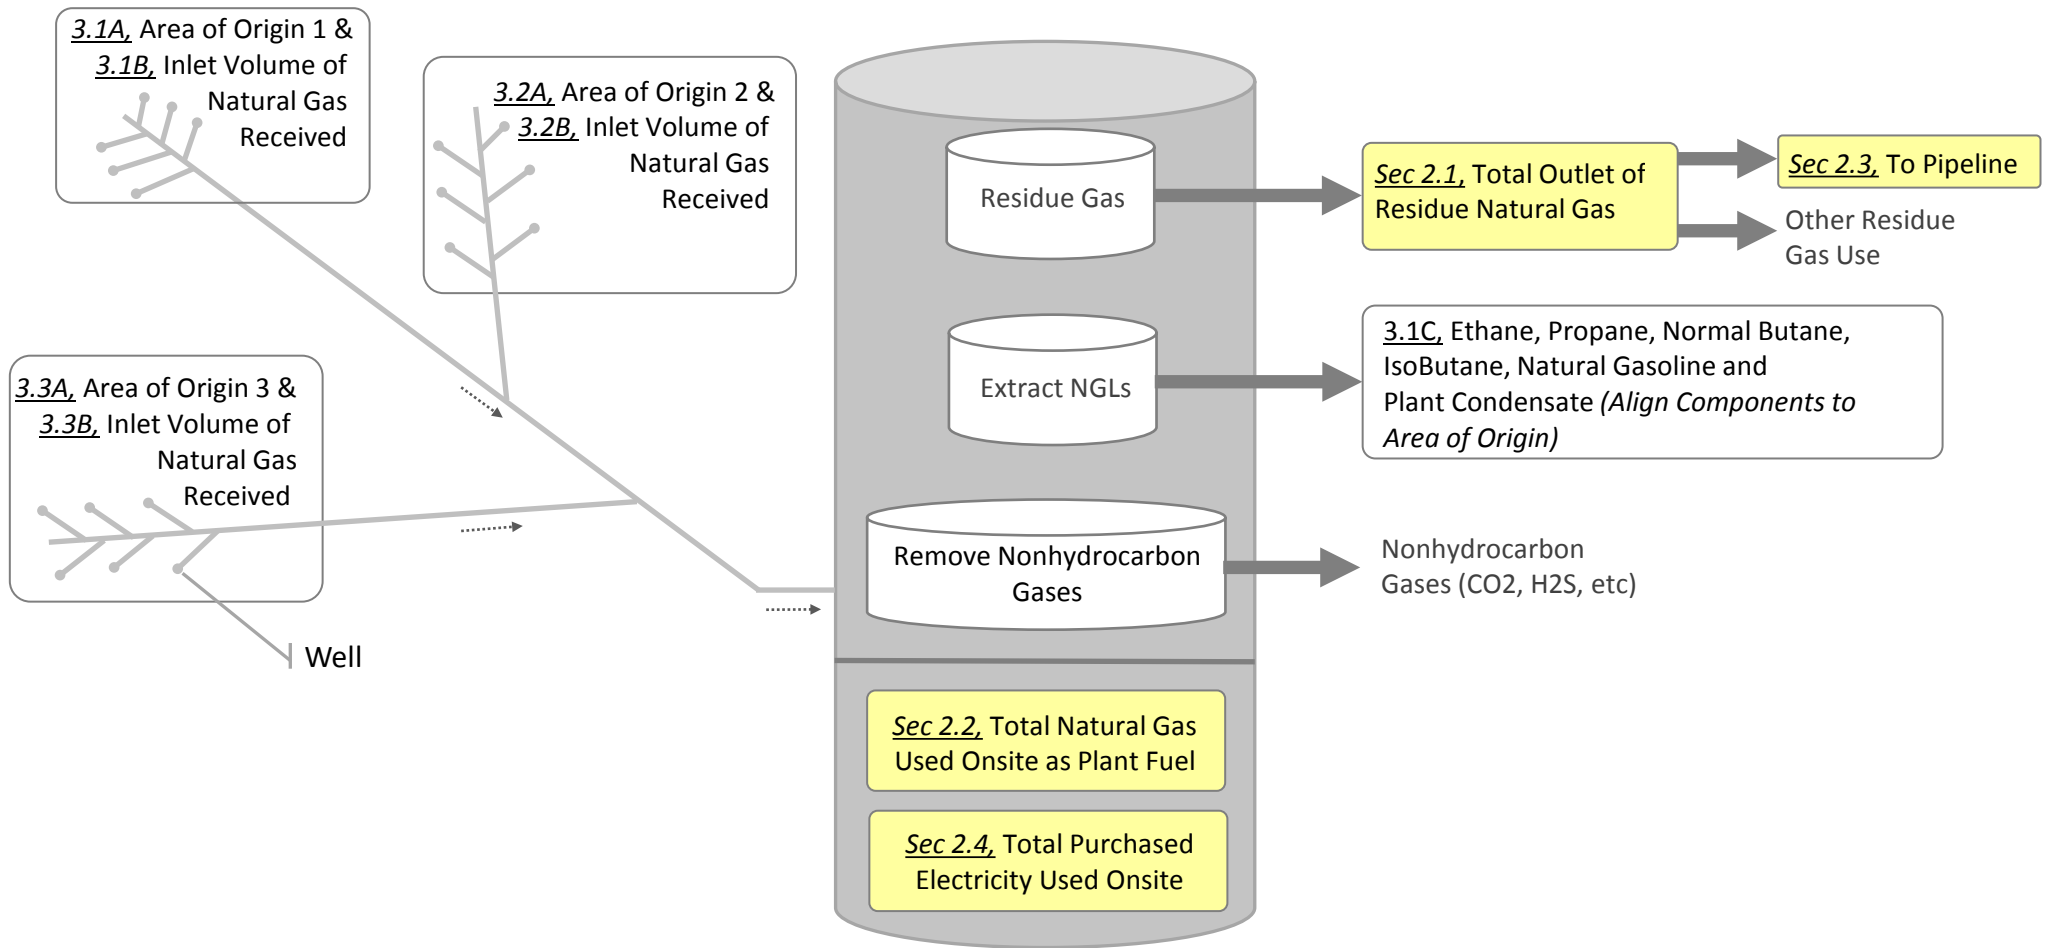 3.1A, Area of Origin 1 &
3.1B, Inlet Volume of
Natural Gas
Received
3.2A, Area of Origin 2 &
3.2B, Inlet Volume of
Natural Gas
Received
3.3A, Area of Origin 3 &
3.3B, Inlet Volume of
Natural Gas
Received
Well
Residue Gas
Extract NGLs
Remove Nonhydrocarbon
Gases
Sec 2.2, Total Natural Gas
Used Onsite as Plant Fuel
Sec 2.4, Total Purchased
Electricity Used Onsite
Sec 2.1, Total Outlet of
Residue Natural Gas
Sec 2.3, To Pipeline
Other Residue
Gas Use
3.1C, Ethane, Propane, Normal Butane,
IsoButane, Natural Gasoline and
Plant Condensate (Align Components to
Area of Origin)
Nonhydrocarbon
Gases (CO2, H2S, etc)